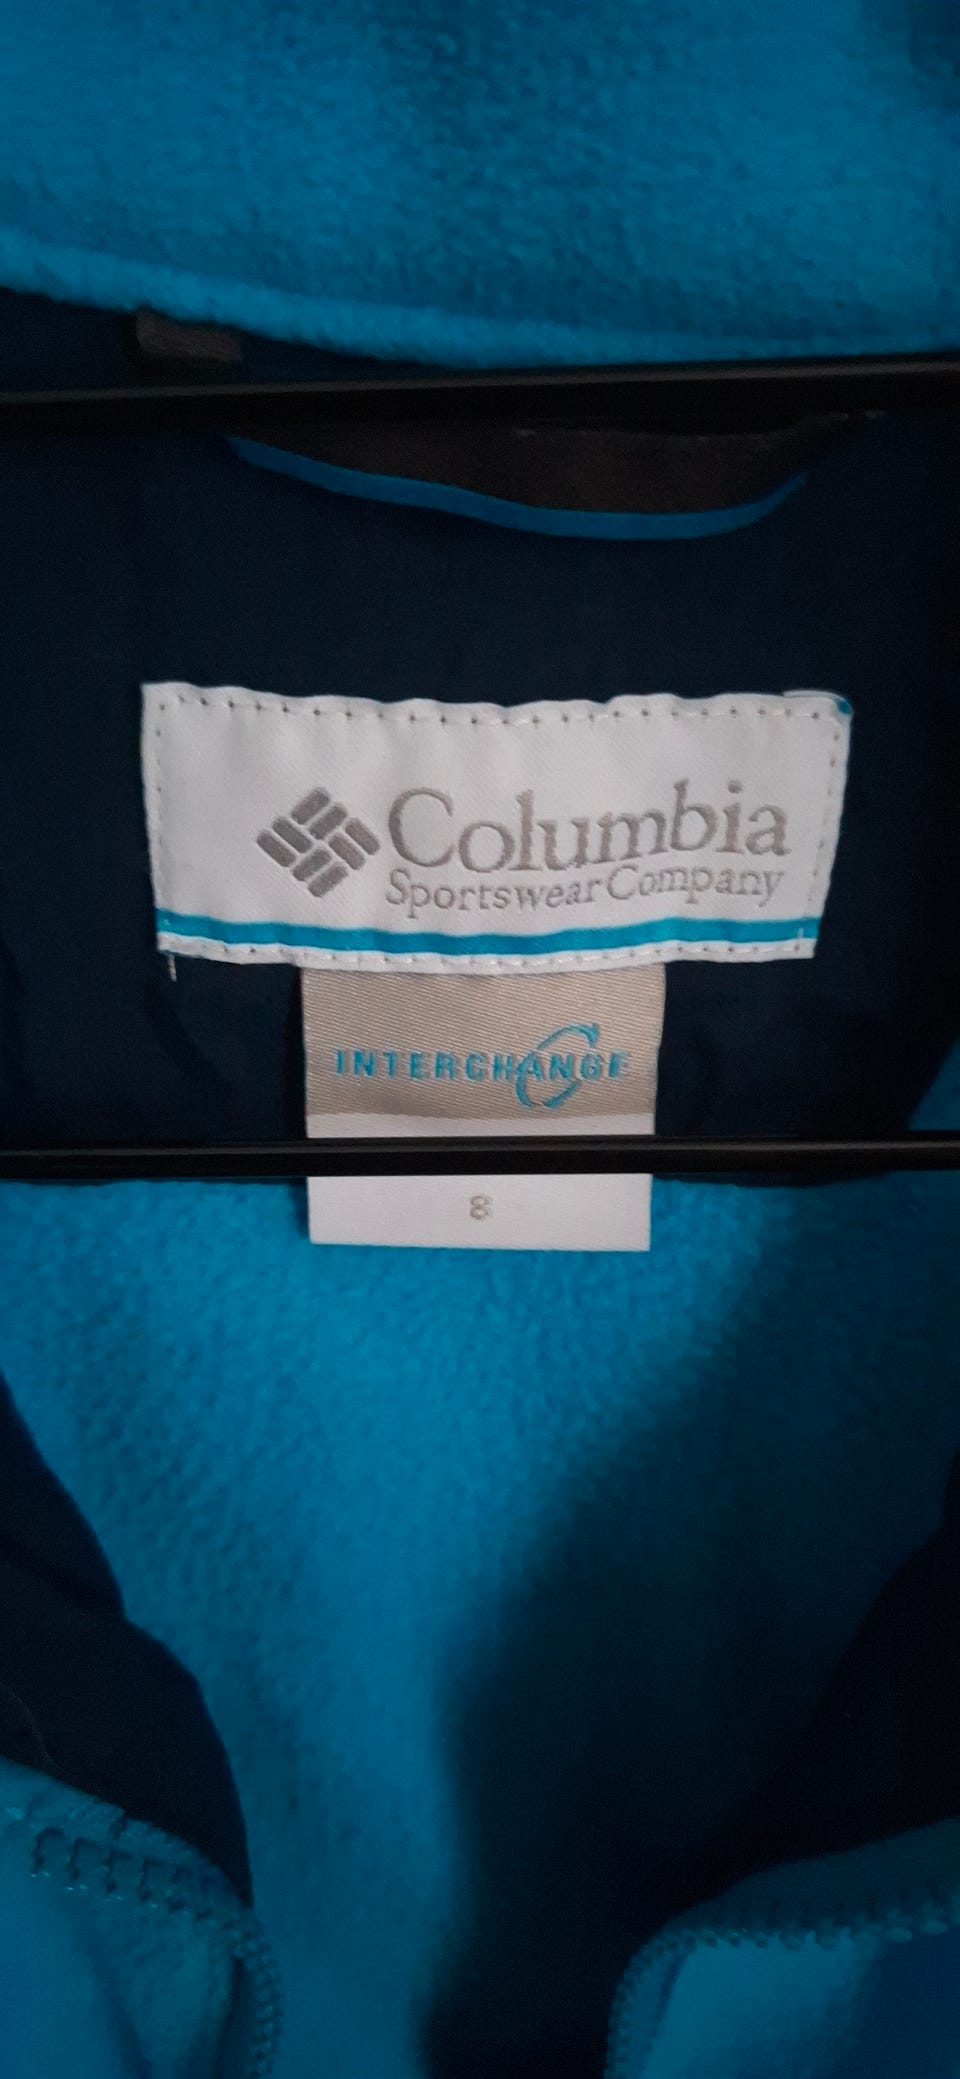 Columbia
Sportswear Company
INTERCHANGE
8